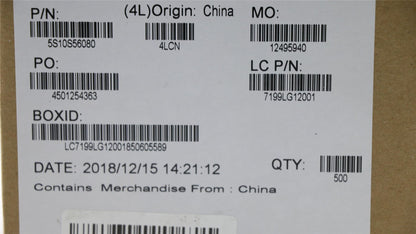 P/N: (4L)Origin: China MO:
5S10S56080 4LCN 12495940
PO: LC P/N:
4501254363 7199LG12001
BOXID:
LC7199LG12001850605589
DATE: 2018/12/15 14:21:12 QTY:
500
Contains Merchandise From : China